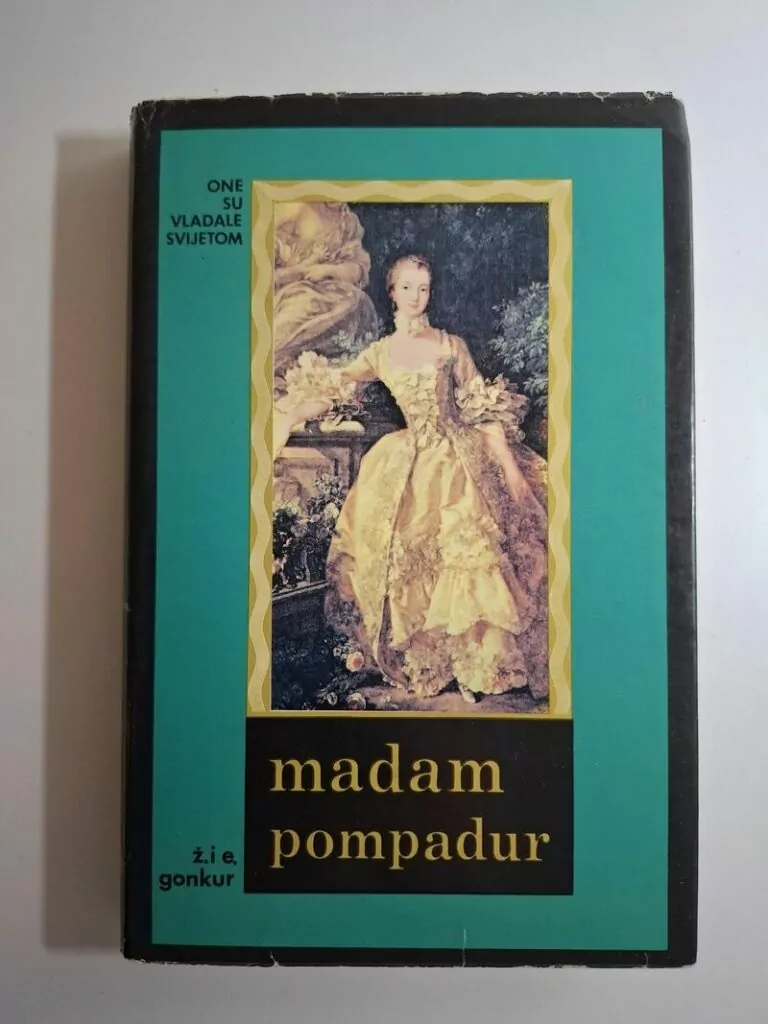 ONE
SU
VLADALE
SVIJETOM
madam
pompadur
ž. i e,
gonkur